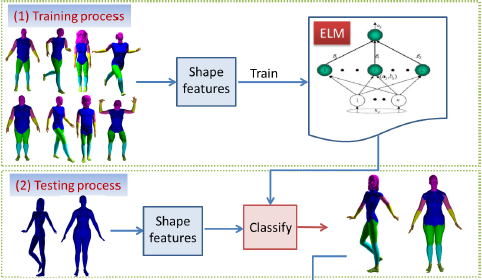 (1) Training process
ELM
Shape
features
Train
(2) Testing process
Shape
features
Classify